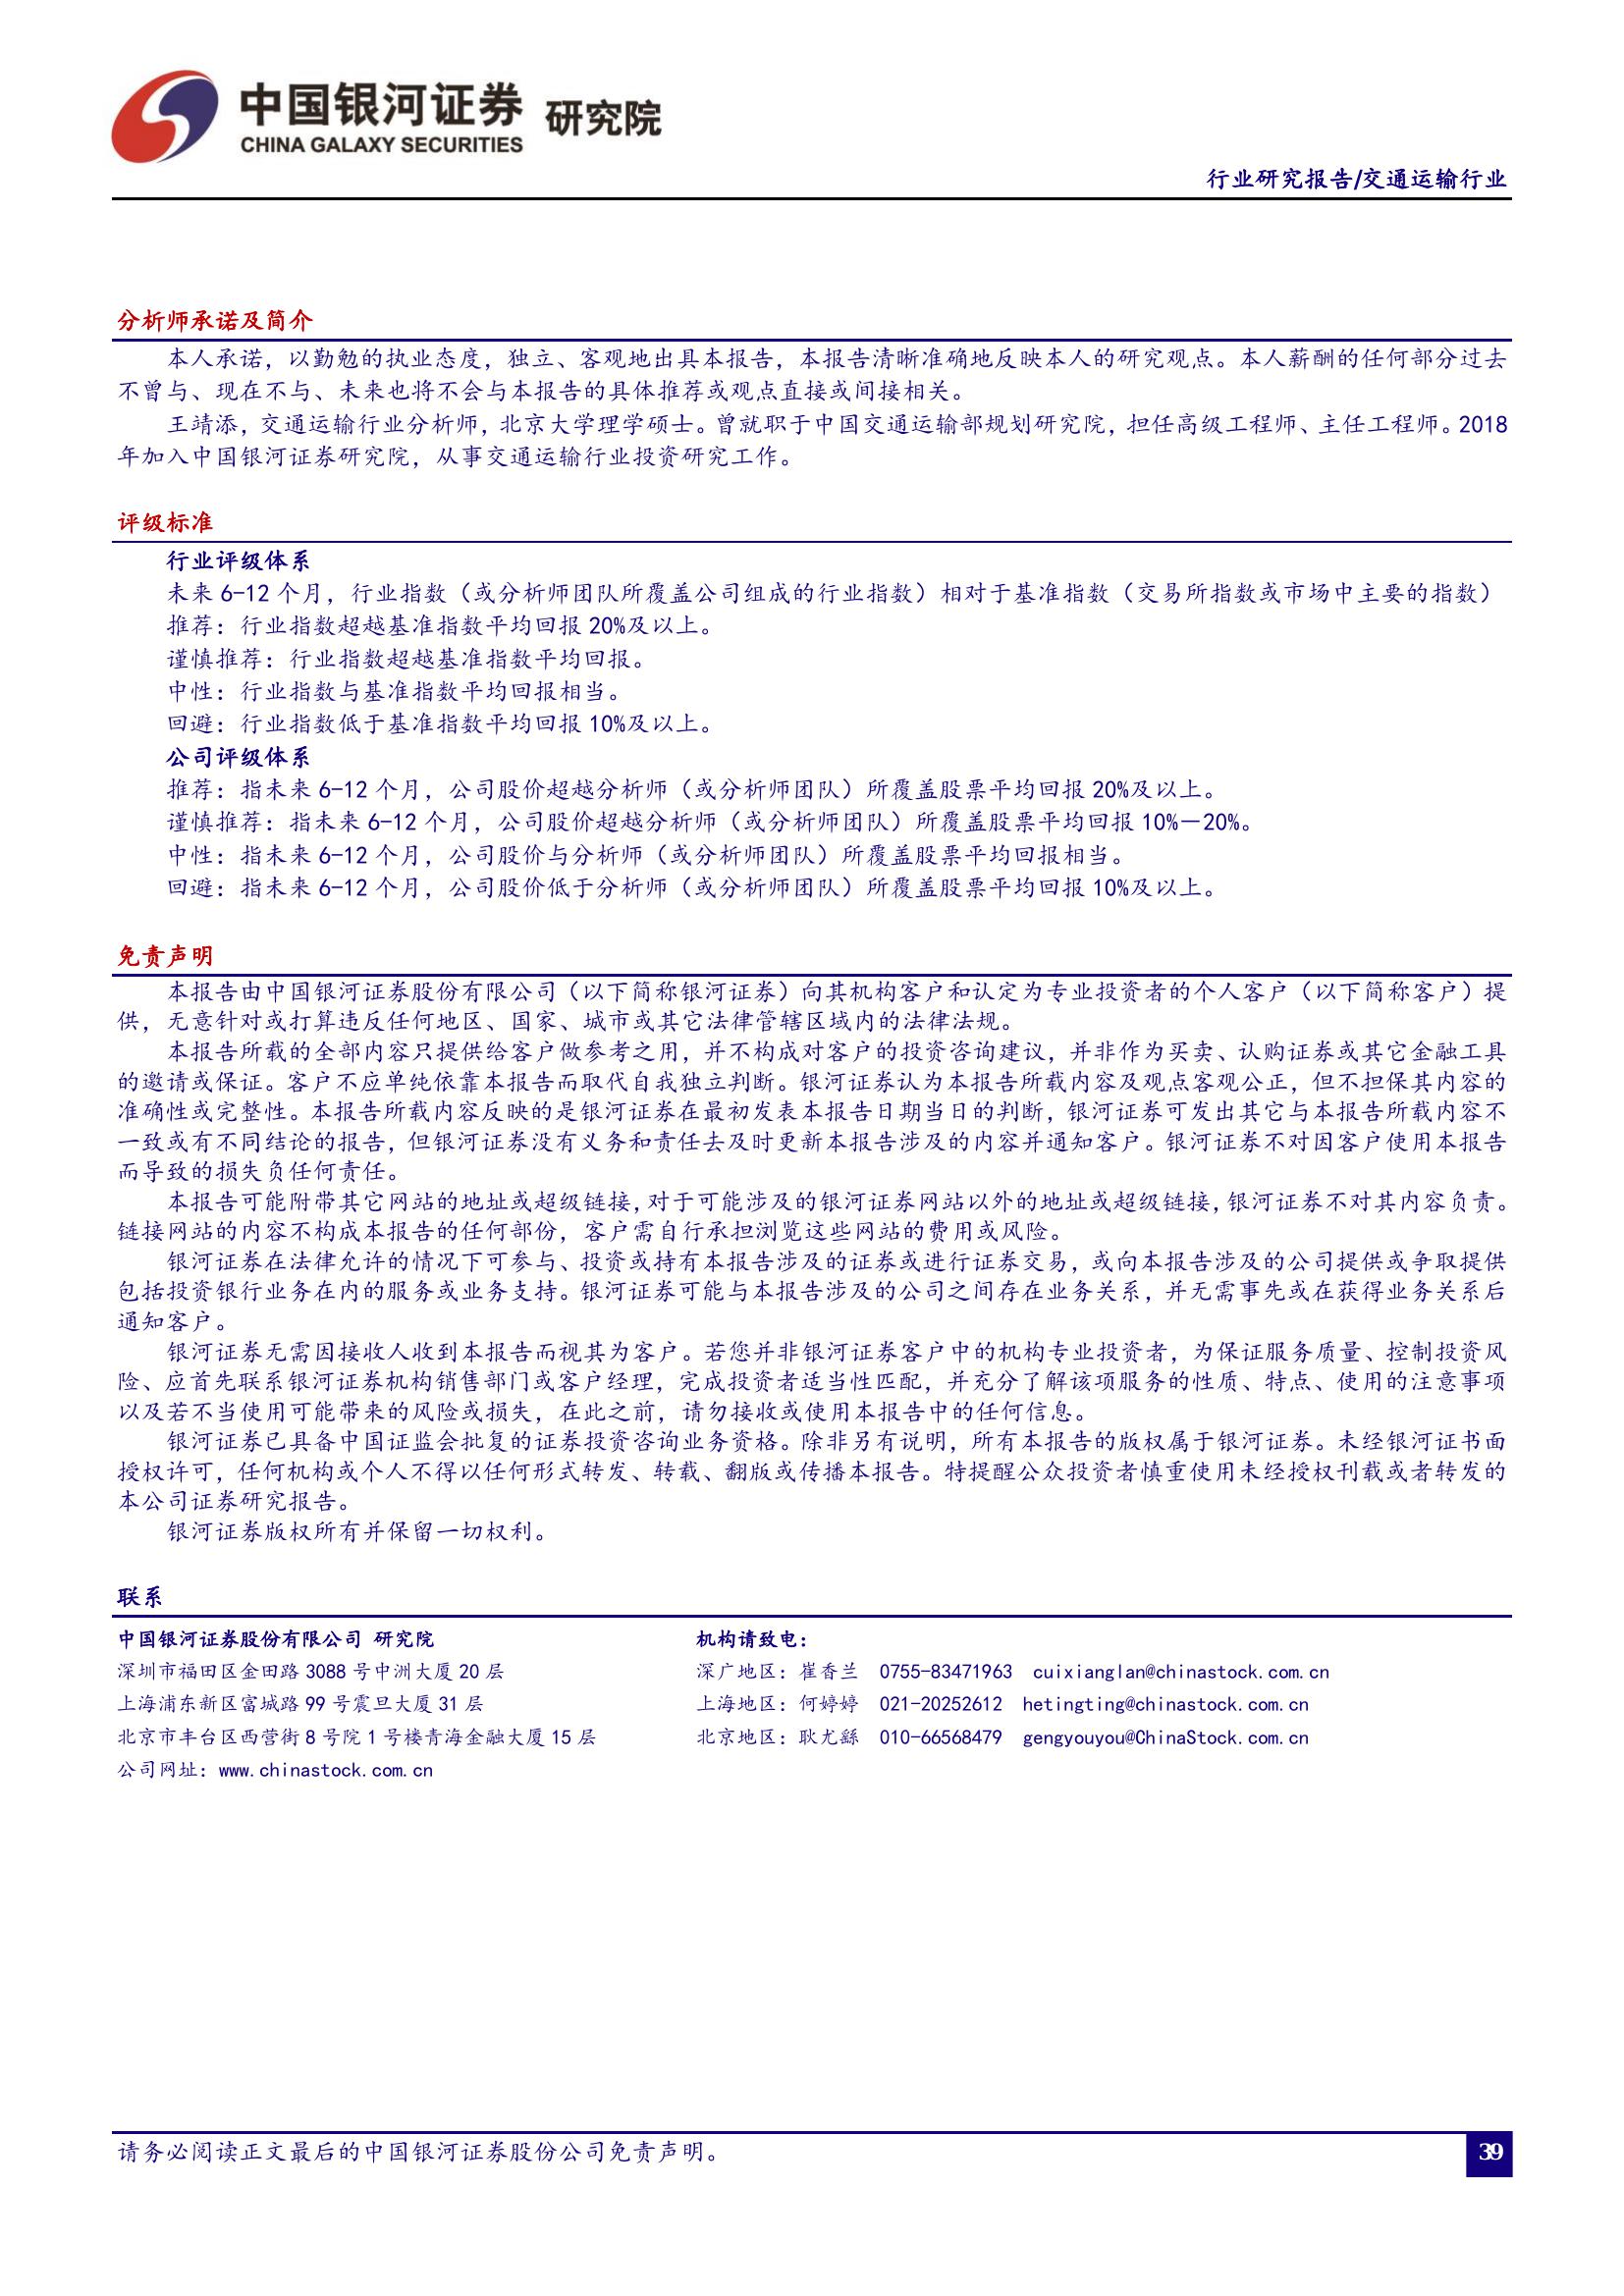 中国银河证券 研究院
CHINA GALAXY SECURITIES
行业研究报告/交通运输行业
分析师承诺及简介
本人承诺，以勤勉的执业态度，独立、客观地出具本报告，本报告清晰准确地反映本人的研究观点。本人薪酬的任何部分过去
不曾与、现在不与、未来也将不会与本报告的具体推荐或观点直接或间接相关。
王靖添，交通运输行业分析师，北京大学理学硕士。曾就职于中国交通运输部规划研究院，担任高级工程师、主任工程师。2018
年加入中国银河证券研究院，从事交通运输行业投资研究工作。
评级标准
行业评级体系
未来 6-12 个月，行业指数（或分析师团队所覆盖公司组成的行业指数）相对于基准指数（交易所指数或市场中主要的指数）
推荐：行业指数超越基准指数平均回报 20%及以上。
谨慎推荐：行业指数超越基准指数平均回报。
中性：行业指数与基准指数平均回报相当。
回避：行业指数低于基准指数平均回报 10%及以上。
公司评级体系
推荐：指未来 6-12 个月，公司股价超越分析师（或分析师团队）所覆盖股票平均回报 20%及以上。
谨慎推荐：指未来 6-12 个月，公司股价超越分析师（或分析师团队）所覆盖股票平均回报 10%－20%。
中性：指未来 6-12 个月，公司股价与分析师（或分析师团队）所覆盖股票平均回报相当。
回避：指未来 6-12 个月，公司股价低于分析师（或分析师团队）所覆盖股票平均回报 10%及以上。
免责声明
本报告由中国银河证券股份有限公司（以下简称银河证券）向其机构客户和认定为专业投资者的个人客户（以下简称客户）提
供，无意针对或打算违反任何地区、国家、城市或其它法律管辖区域内的法律法规。
本报告所载的全部内容只提供给客户做参考之用，并不构成对客户的投资咨询建议，并非作为买卖、认购证券或其它金融工具
的邀请或保证。客户不应单纯依靠本报告而取代自我独立判断。银河证券认为本报告所载内容及观点客观公正，但不担保其内容的
准确性或完整性。本报告所载内容反映的是银河证券在最初发表本报告日期当日的判断，银河证券可发出其它与本报告所载内容不
一致或有不同结论的报告，但银河证券没有义务和责任去及时更新本报告涉及的内容并通知客户。银河证券不对因客户使用本报告
而导致的损失负任何责任。
本报告可能附带其它网站的地址或超级链接，对于可能涉及的银河证券网站以外的地址或超级链接，银河证券不对其内容负责。
链接网站的内容不构成本报告的任何部份，客户需自行承担浏览这些网站的费用或风险。
银河证券在法律允许的情况下可参与、投资或持有本报告涉及的证券或进行证券交易，或向本报告涉及的公司提供或争取提供
包括投资银行业务在内的服务或业务支持。银河证券可能与本报告涉及的公司之间存在业务关系，并无需事先或在获得业务关系后
通知客户。
银河证券无需因接收人收到本报告而视其为客户。若您并非银河证券客户中的机构专业投资者，为保证服务质量、控制投资风
险、应首先联系银河证券机构销售部门或客户经理，完成投资者适当性匹配，并充分了解该项服务的性质、特点、使用的注意事项
以及若不当使用可能带来的风险或损失，在此之前，请勿接收或使用本报告中的任何信息。
银河证券已具备中国证监会批复的证券投资咨询业务资格。除非另有说明，所有本报告的版权属于银河证券。未经银河证书面
授权许可，任何机构或个人不得以任何形式转发、转载、翻版或传播本报告。特提醒公众投资者慎重使用未经授权刊载或者转发的
本公司证券研究报告。
银河证券版权所有并保留一切权利。
联系
中国银河证券股份有限公司 研究院
深圳市福田区金田路 3088 号中洲大厦 20 层
上海浦东新区富城路 99 号震旦大厦 31 层
北京市丰台区西营街 8 号院 1 号楼青海金融大厦 15 层
公司网址：www.chinastock.com.cn
机构请致电：
深广地区：崔香兰 0755-83471963 cuixianglan@chinastock.com.cn
上海地区：何婷婷 021-20252612 hetingting@chinastock.com.cn
北京地区：耿尤繇 010-66568479 gengyouyou@ChinaStock.com.cn
请务必阅读正文最后的中国银河证券股份公司免责声明。
39